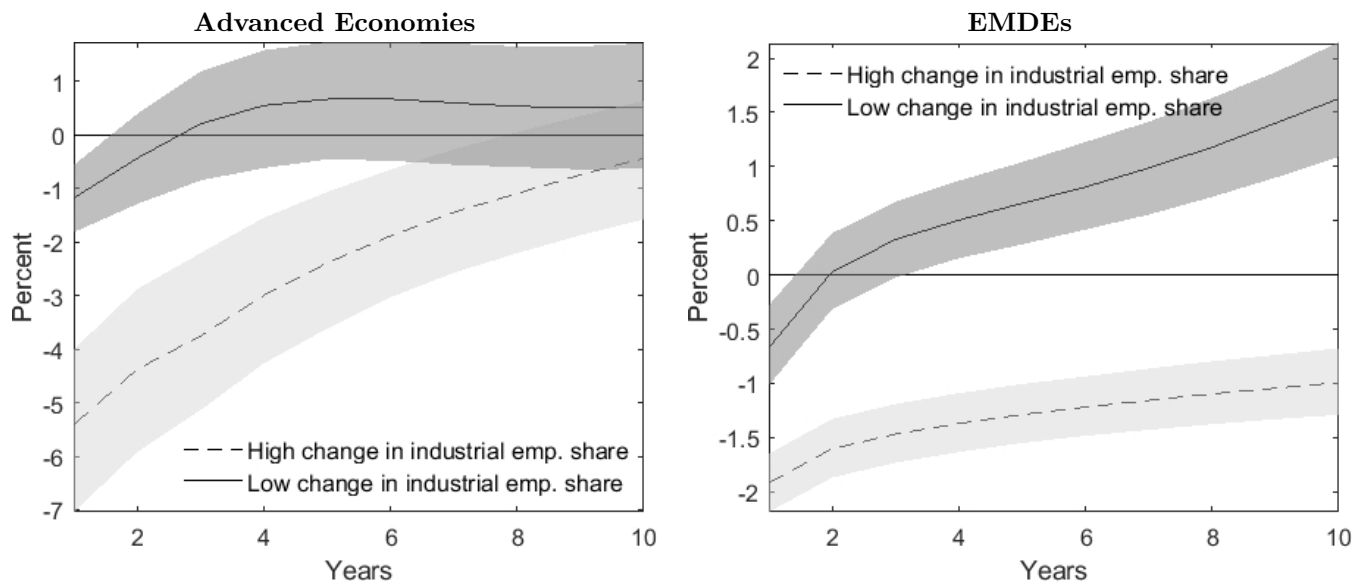 Advanced Economies
Percent
1
0
-1
-2
-3
-4
-5
-6
-7
High change in industrial emp. share
Low change in industrial emp. share
2
4
6
8
10
Years
EMDEs
Percent
2
1.5
1
0.5
0
-0.5
-1
-1.5
-2
High change in industrial emp. share
Low change in industrial emp. share
2
4
6
8
10
Years